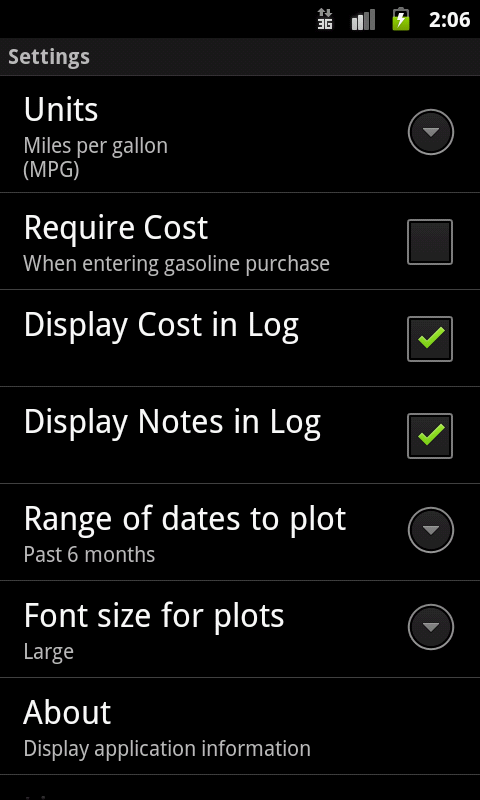 3G 2:06
Settings
Units
Miles per gallon
(MPG)
Require Cost
When entering gasoline purchase
Display Cost in Log
Display Notes in Log
Range of dates to plot
Past 6 months
Font size for plots
Large
About
Display application information